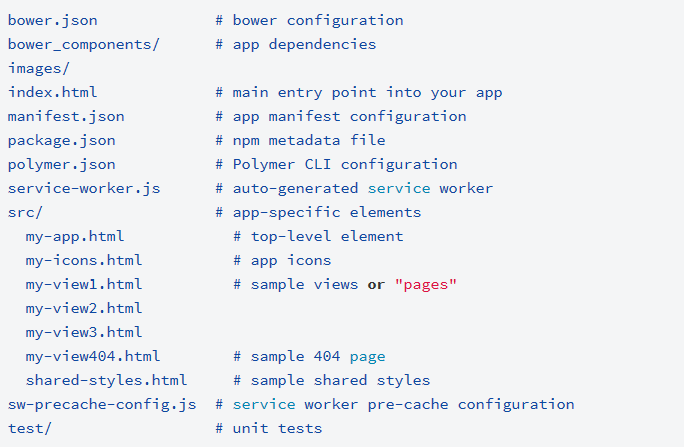 bower.json             # bower configuration
bower_components/      # app dependencies
images/
index.html             # main entry point into your app
manifest.json          # app manifest configuration
package.json           # npm metadata file
polymer.json           # Polymer CLI configuration
service-worker.js      # auto-generated service worker
src/                   # app-specific elements
  my-app.html            # top-level element
  my-icons.html          # app icons
  my-view1.html          # sample views or "pages"
  my-view2.html
  my-view3.html
  my-view404.html        # sample 404 page
  shared-styles.html     # sample shared styles
sw-precache-config.js  # service worker pre-cache configuration
test/                  # unit tests